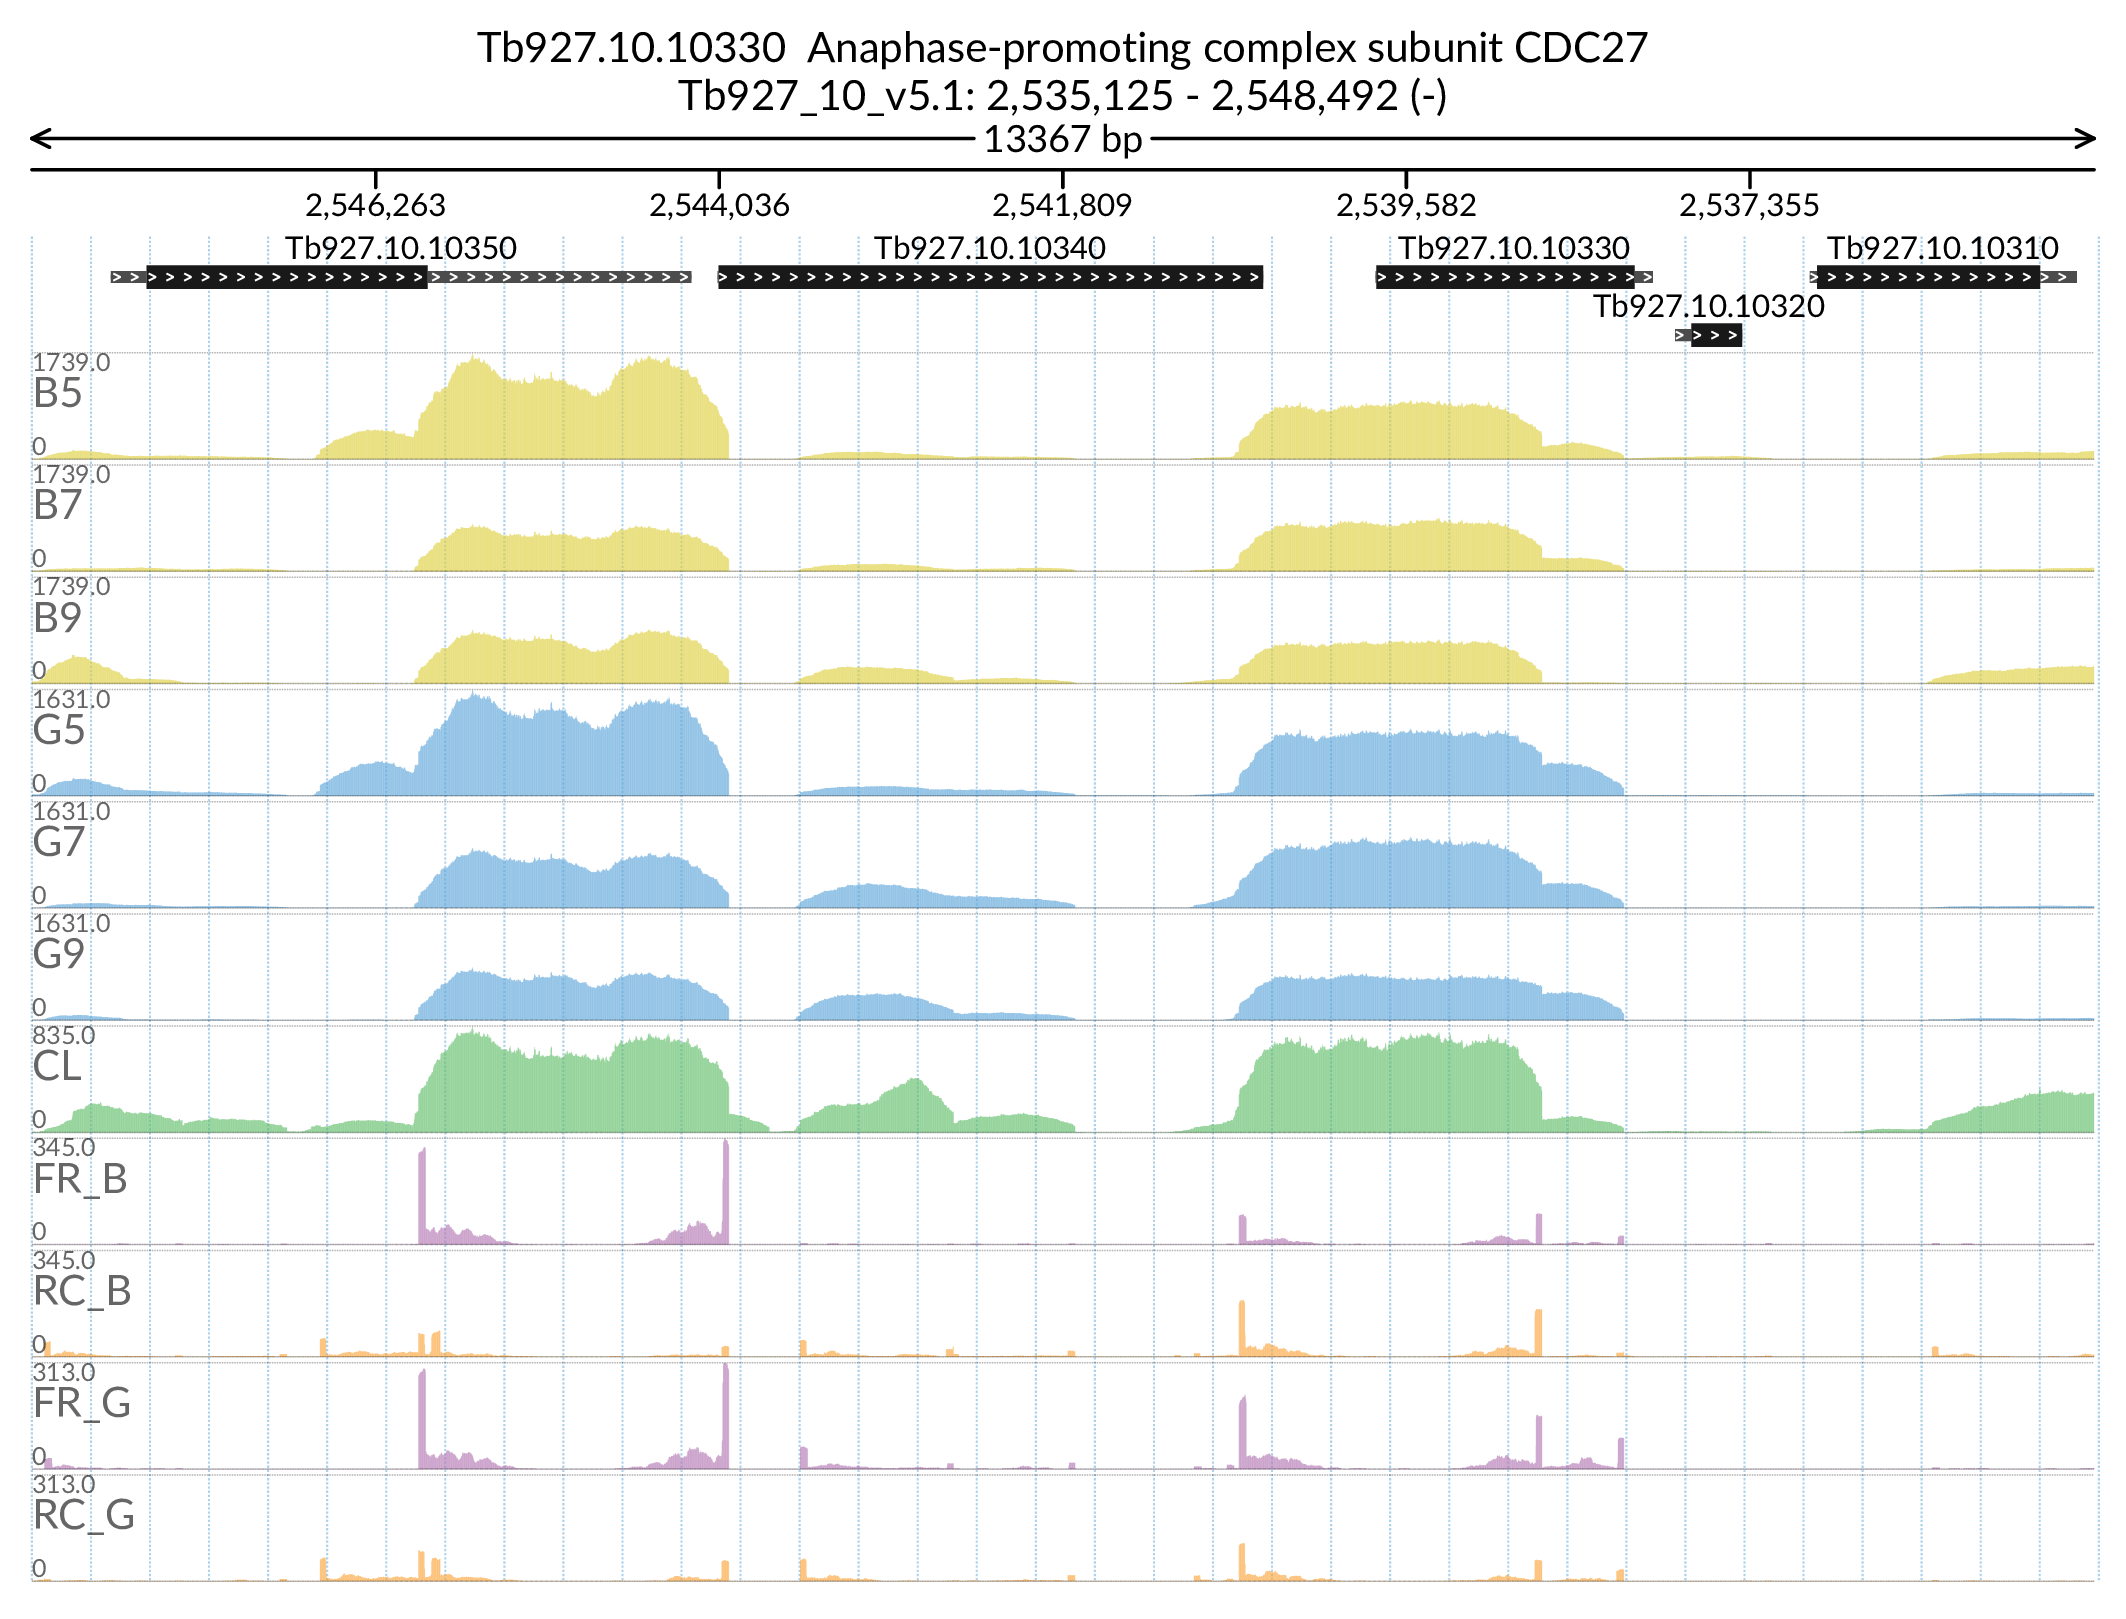 Tb927.10.10330  Anaphase-promoting complex subunit CDC27
Tb927_10_v5.1: 2,535,125 - 2,548,492 (-)
13367 bp
2,546,263 2,544,036 2,541,809 2,539,582 2,537,355
Tb927.10.10350 Tb927.10.10340 Tb927.10.10330 Tb927.10.10310
Tb927.10.10320
1739.0
B5
0
1739.0
B7
0
1739.0
B9
0
1631.0
G5
0
1631.0
G7
0
1631.0
G9
0
835.0
CL
0
345.0
FR_B
0
345.0
RC_B
0
313.0
FR_G
0
313.0
RC_G
0